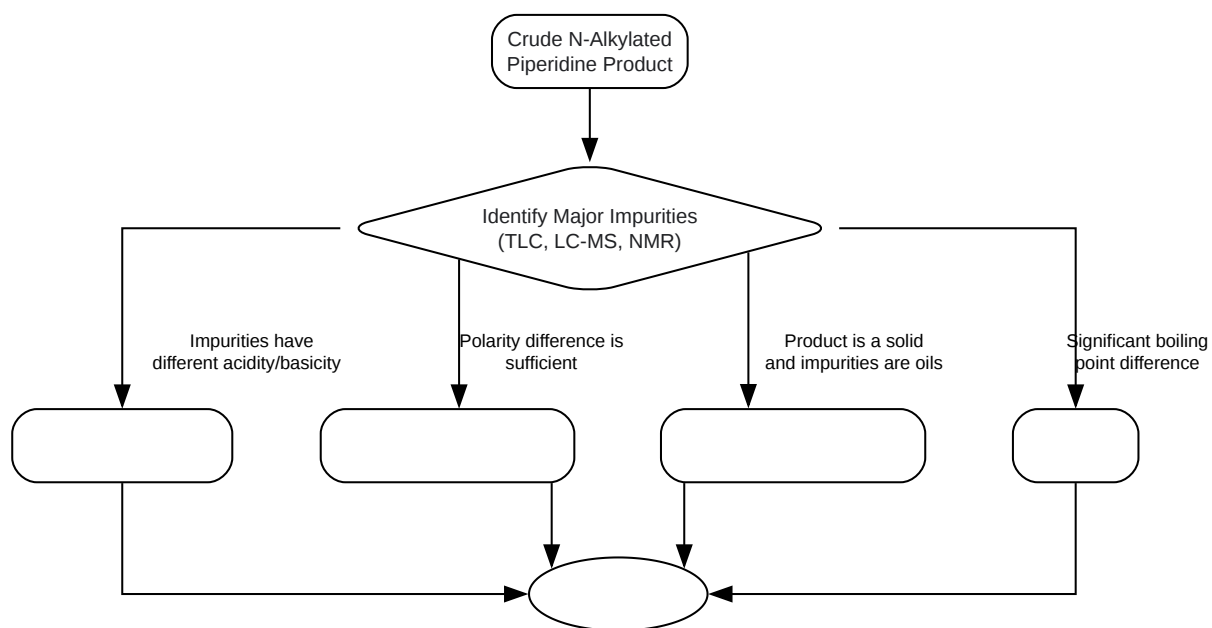 Crude N-Alkylated
Piperidine Product
Identify Major Impurities
(TLC, LC-MS, NMR)
Impurities have
different acidity/basicity
Polarity difference is
sufficient
Product is a solid
and impurities are oils
Significant boiling
point difference